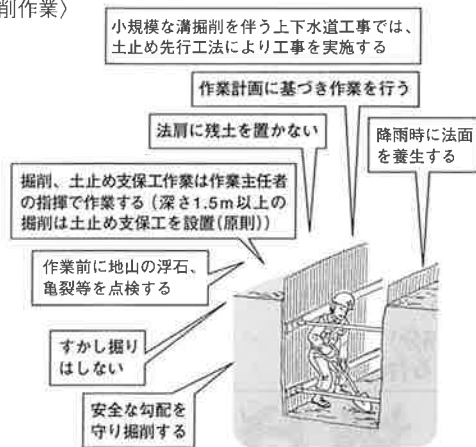 削作業〉
小規模な溝掘削を伴う上下水道工事では、
土止め先行工法により工事を実施する
作業計画に基づき作業を行う
法肩に残土を置かない
降雨時に法面
を養生する
掘削、土止め支保工作業は作業主任者
の指揮で作業する（深さ1.5m以上の
掘削は土止め支保工を設置（原則））
作業前に地山の浮石、
亀裂等を点検する
すかし掘り
はしない
安全な勾配を
守り掘削する